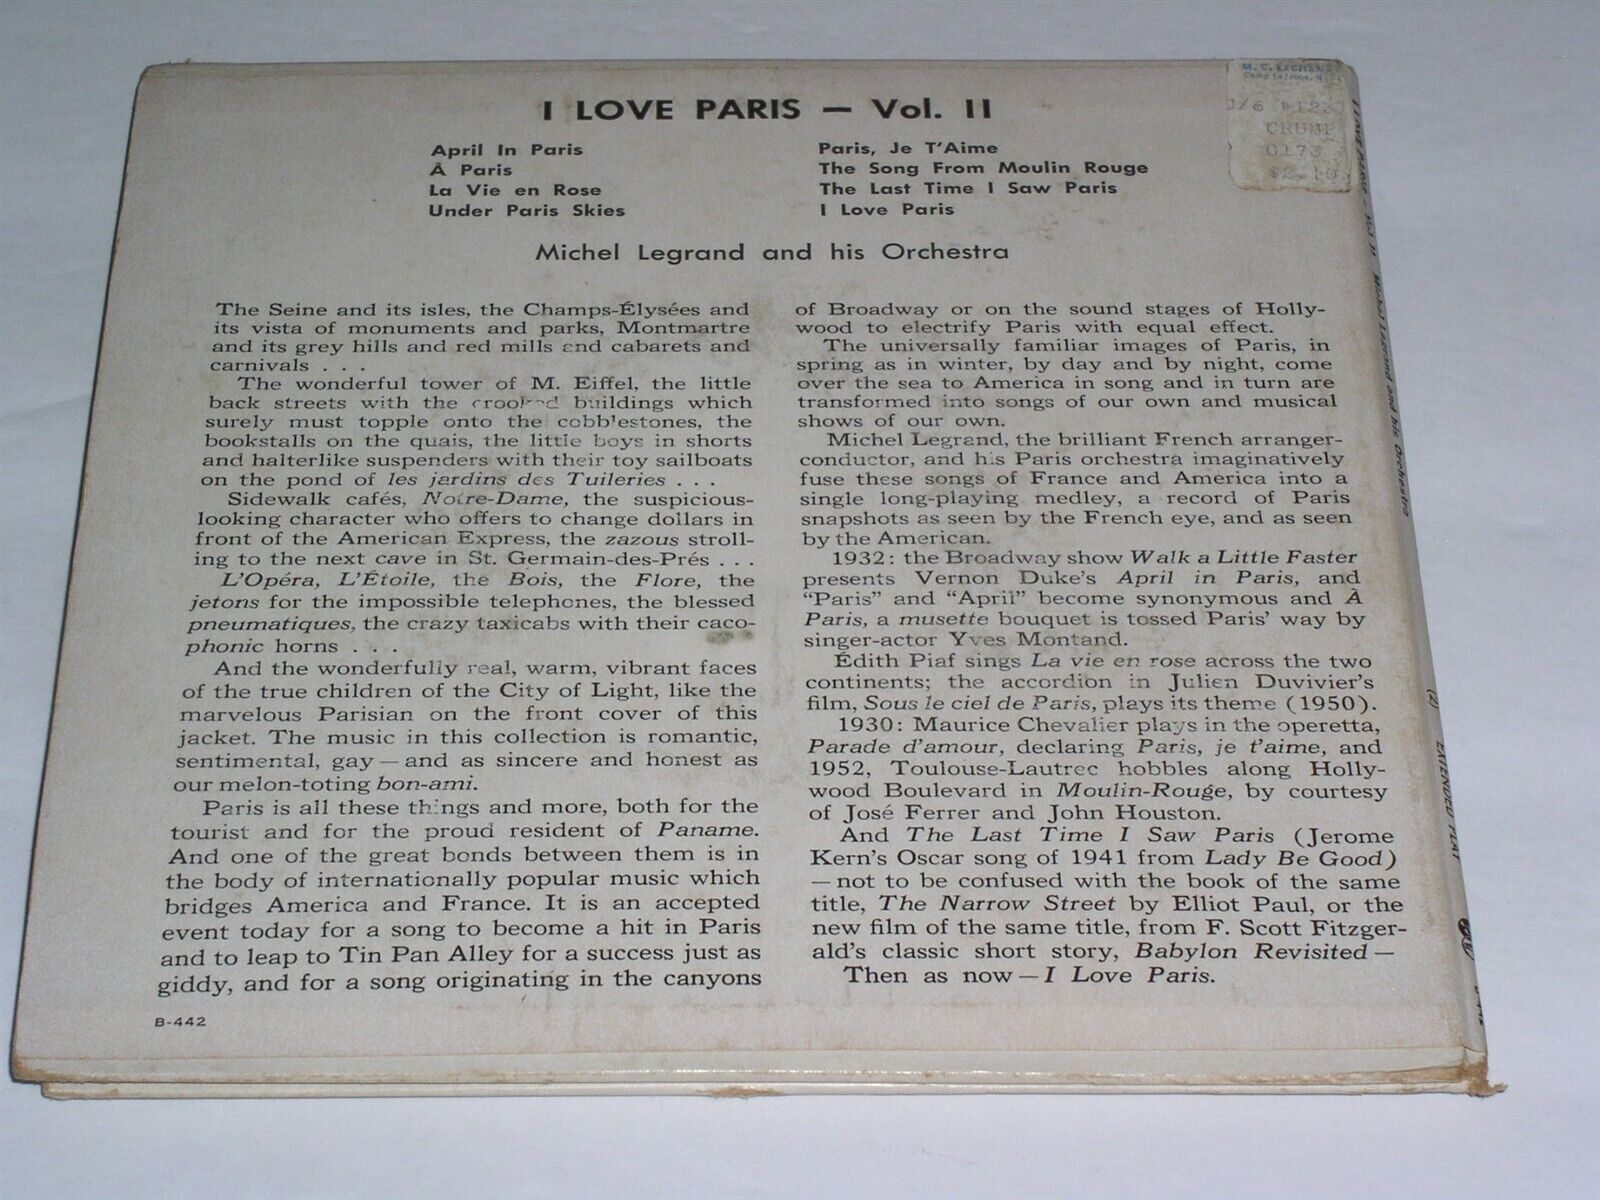 I LOVE PARIS — Vol. II
April In Paris
À Paris
La Vie en Rose
Under Paris Skies
Paris, Je T'Aime
The Song From Moulin Rouge
The Last Time I Saw Paris
I Love Paris
Michel Legrand and his Orchestra
The Seine and its isles, the Champs-Élysées and
its vista of monuments and parks, Montmartre
and its grey hills and red mills and cabarets and
carnivals . . .
The wonderful tower of M. Eiffel, the little
back streets with the crooked buildings which
surely must topple onto the cobb'estones, the
bookstalls on the quais, the little boys in shorts
and halterlike suspenders with their toy sailboats
on the pond of les jardins des Tuileries . . .
Sidewalk cafés, Notre-Dame, the suspicious-
looking character who offers to change dollars in
front of the American Express, the zazous stroll-
ing to the next cave in St. Germain-des-Prés . . .
L'Opéra, L'Étoile, the Bois, the Flore, the
jetons for the impossible telephones, the blessed
pneumatiques, the crazy taxicabs with their caco-
phonic horns . . .
And the wonderfully real, warm, vibrant faces
of the true children of the City of Light, like the
marvelous Parisian on the front cover of this
jacket. The music in this collection is romantic,
sentimental, gay — and as sincere and honest as
our melon-toting bon-ami.
Paris is all these things and more, both for the
tourist and for the proud resident of Paname.
And one of the great bonds between them is in
the body of internationally popular music which
bridges America and France. It is an accepted
event today for a song to become a hit in Paris
and to leap to Tin Pan Alley for a success just as
giddy, and for a song originating in the canyons
of Broadway or on the sound stages of Holly-
wood to electrify Paris with equal effect.
The universally familiar images of Paris, in
spring as in winter, by day and by night, come
over the sea to America in song and in turn are
transformed into songs of our own and musical
shows of our own.
Michel Legrand, the brilliant French arranger-
conductor, and his Paris orchestra imaginatively
fuse these songs of France and America into a
single long-playing medley, a record of Paris
snapshots as seen by the French eye, and as seen
by the American.
1932: the Broadway show Walk a Little Faster
presents Vernon Duke's April in Paris, and
"Paris" and "April" become synonymous and À
Paris, a musette bouquet is tossed Paris' way by
singer-actor Yves Montand.
Édith Piaf sings La vie en rose across the two
continents; the accordion in Julien Duvivier's
film, Sous le ciel de Paris, plays its theme (1950).
1930: Maurice Chevalier plays in the operetta,
Parade d'amour, declaring Paris, je t'aime, and
1952, Toulouse-Lautrec hobbles along Holly-
wood Boulevard in Moulin-Rouge, by courtesy
of José Ferrer and John Houston.
And The Last Time I Saw Paris (Jerome
Kern's Oscar song of 1941 from Lady Be Good)
— not to be confused with the book of the same
title, The Narrow Street by Elliot Paul, or the
new film of the same title, from F. Scott Fitzger-
ald's classic short story, Babylon Revisited —
Then as now — I Love Paris.
B-442
M. C. EXCHANGE
Camp Lejeune, N. C.
0173
$2.10
I LOVE PARIS - Vol. II Michel Legrand and his Orchestra (2) EXTENDED PLAY